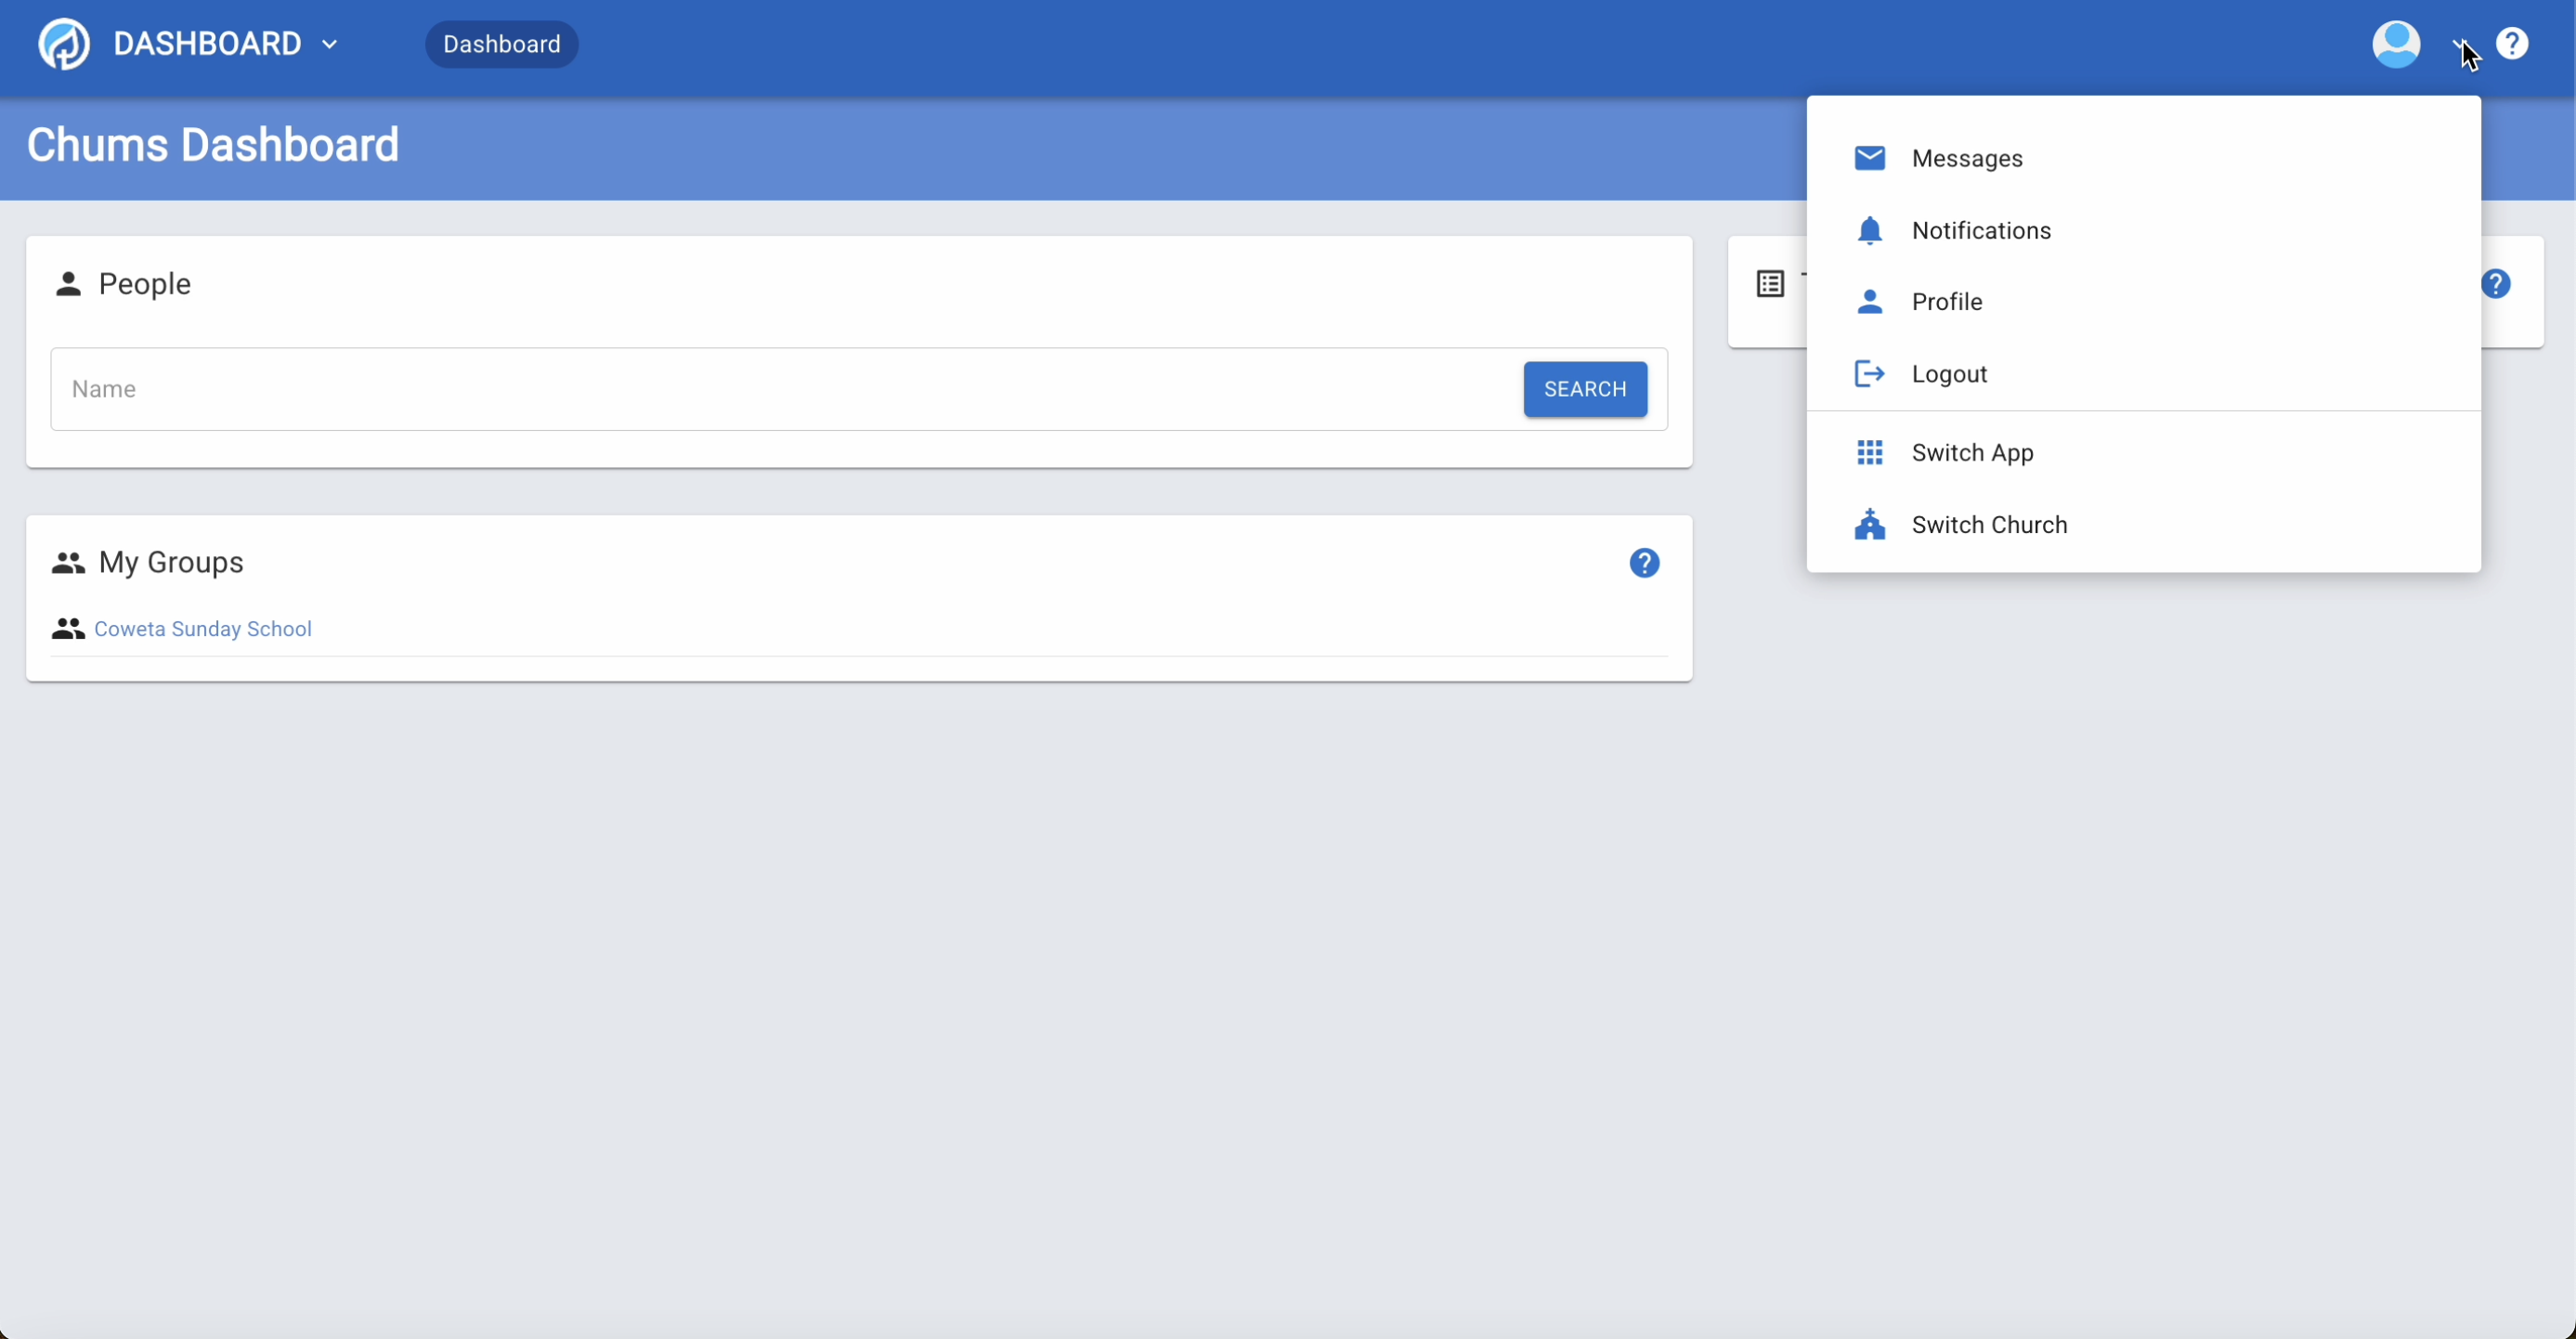 DASHBOARD
Dashboard
Chums Dashboard
People
Name
SEARCH
My Groups
Coweta Sunday School
Messages
Notifications
Profile
Logout
Switch App
Switch Church